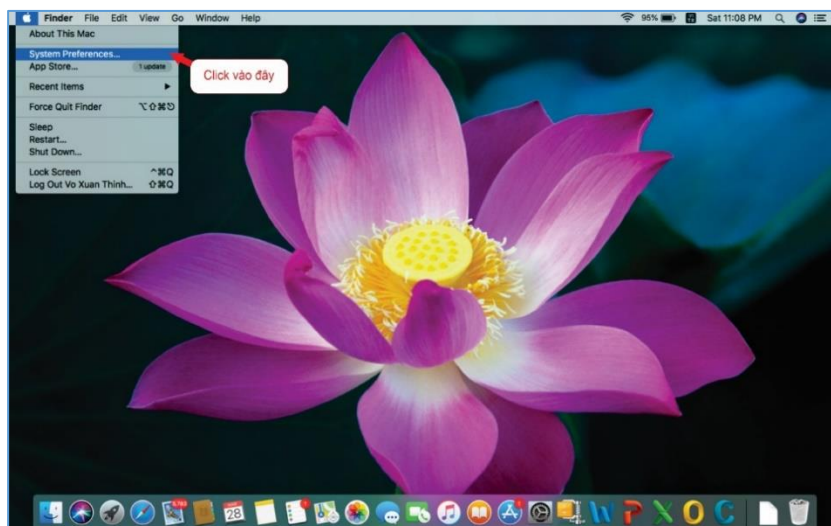 Finder File Edit View Go Window Help 95% Sat 11:08 PM
About This Mac
System Preferences...
App Store... 1 update
Recent Items
Force Quit Finder ⌥⇧⌘⎋
Sleep
Restart...
Shut Down...
Lock Screen ^⌘Q
Log Out Vo Xuan Thinh... ⇧⌘Q
Click vào đây
28